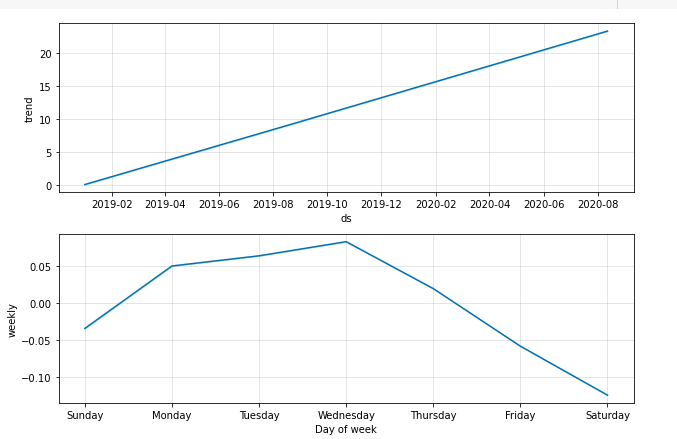 20
15
10
5
0
trend
2019-02 2019-04 2019-06 2019-08 2019-10 2019-12 2020-02 2020-04 2020-06 2020-08
ds
0.05
0.00
−0.05
−0.10
weekly
Sunday Monday Tuesday Wednesday Thursday Friday Saturday
Day of week